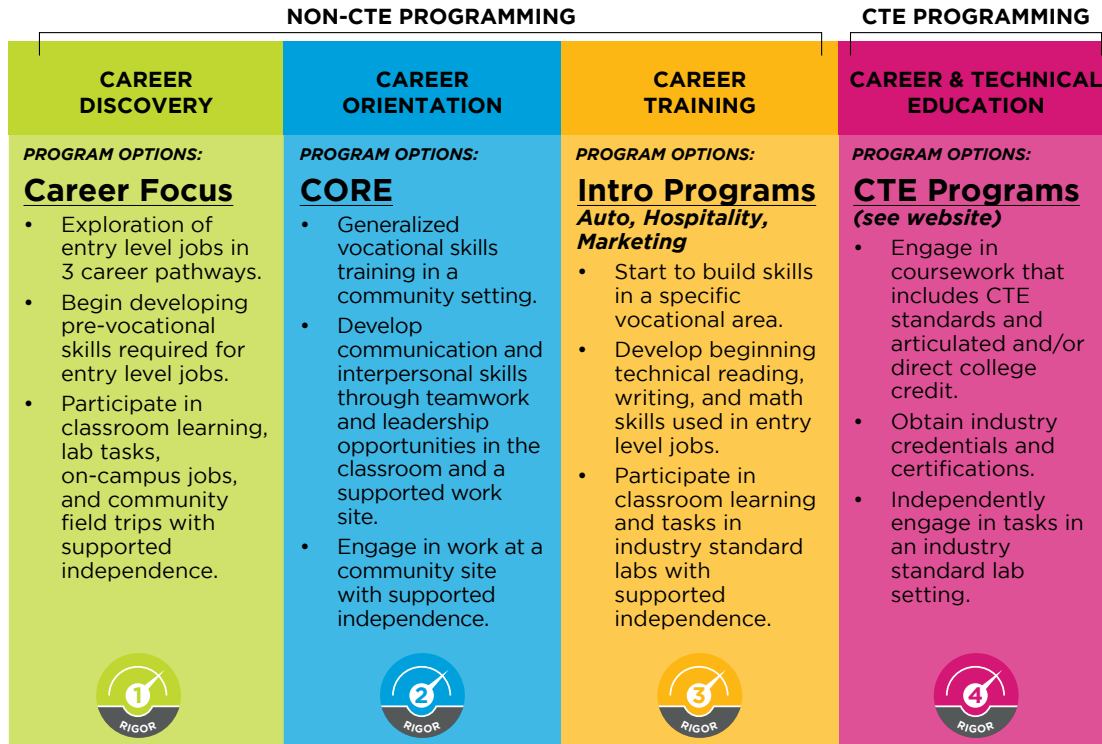 NON-CTE PROGRAMMING
CTE PROGRAMMING
CAREER
DISCOVERY
PROGRAM OPTIONS:
Career Focus
• Exploration of
entry level jobs in
3 career pathways.
• Begin developing
pre-vocational
skills required for
entry level jobs.
• Participate in
classroom learning,
lab tasks,
on-campus jobs,
and community
field trips with
supported
independence.
1
RIGOR
CAREER
ORIENTATION
PROGRAM OPTIONS:
CORE
• Generalized
vocational skills
training in a
community setting.
• Develop
communication and
interpersonal skills
through teamwork
and leadership
opportunities in the
classroom and a
supported work
site.
• Engage in work at a
community site
with supported
independence.
2
RIGOR
CAREER
TRAINING
PROGRAM OPTIONS:
Intro Programs
Auto, Hospitality,
Marketing
• Start to build skills
in a specific
vocational area.
• Develop beginning
technical reading,
writing, and math
skills used in entry
level jobs.
• Participate in
classroom learning
and tasks in
industry standard
labs with
supported
independence.
3
RIGOR
CAREER & TECHNICAL
EDUCATION
PROGRAM OPTIONS:
CTE Programs
(see website)
• Engage in
coursework that
includes CTE
standards and
articulated and/or
direct college
credit.
• Obtain industry
credentials and
certifications.
• Independently
engage in tasks in
an industry
standard lab
setting.
4
RIGOR